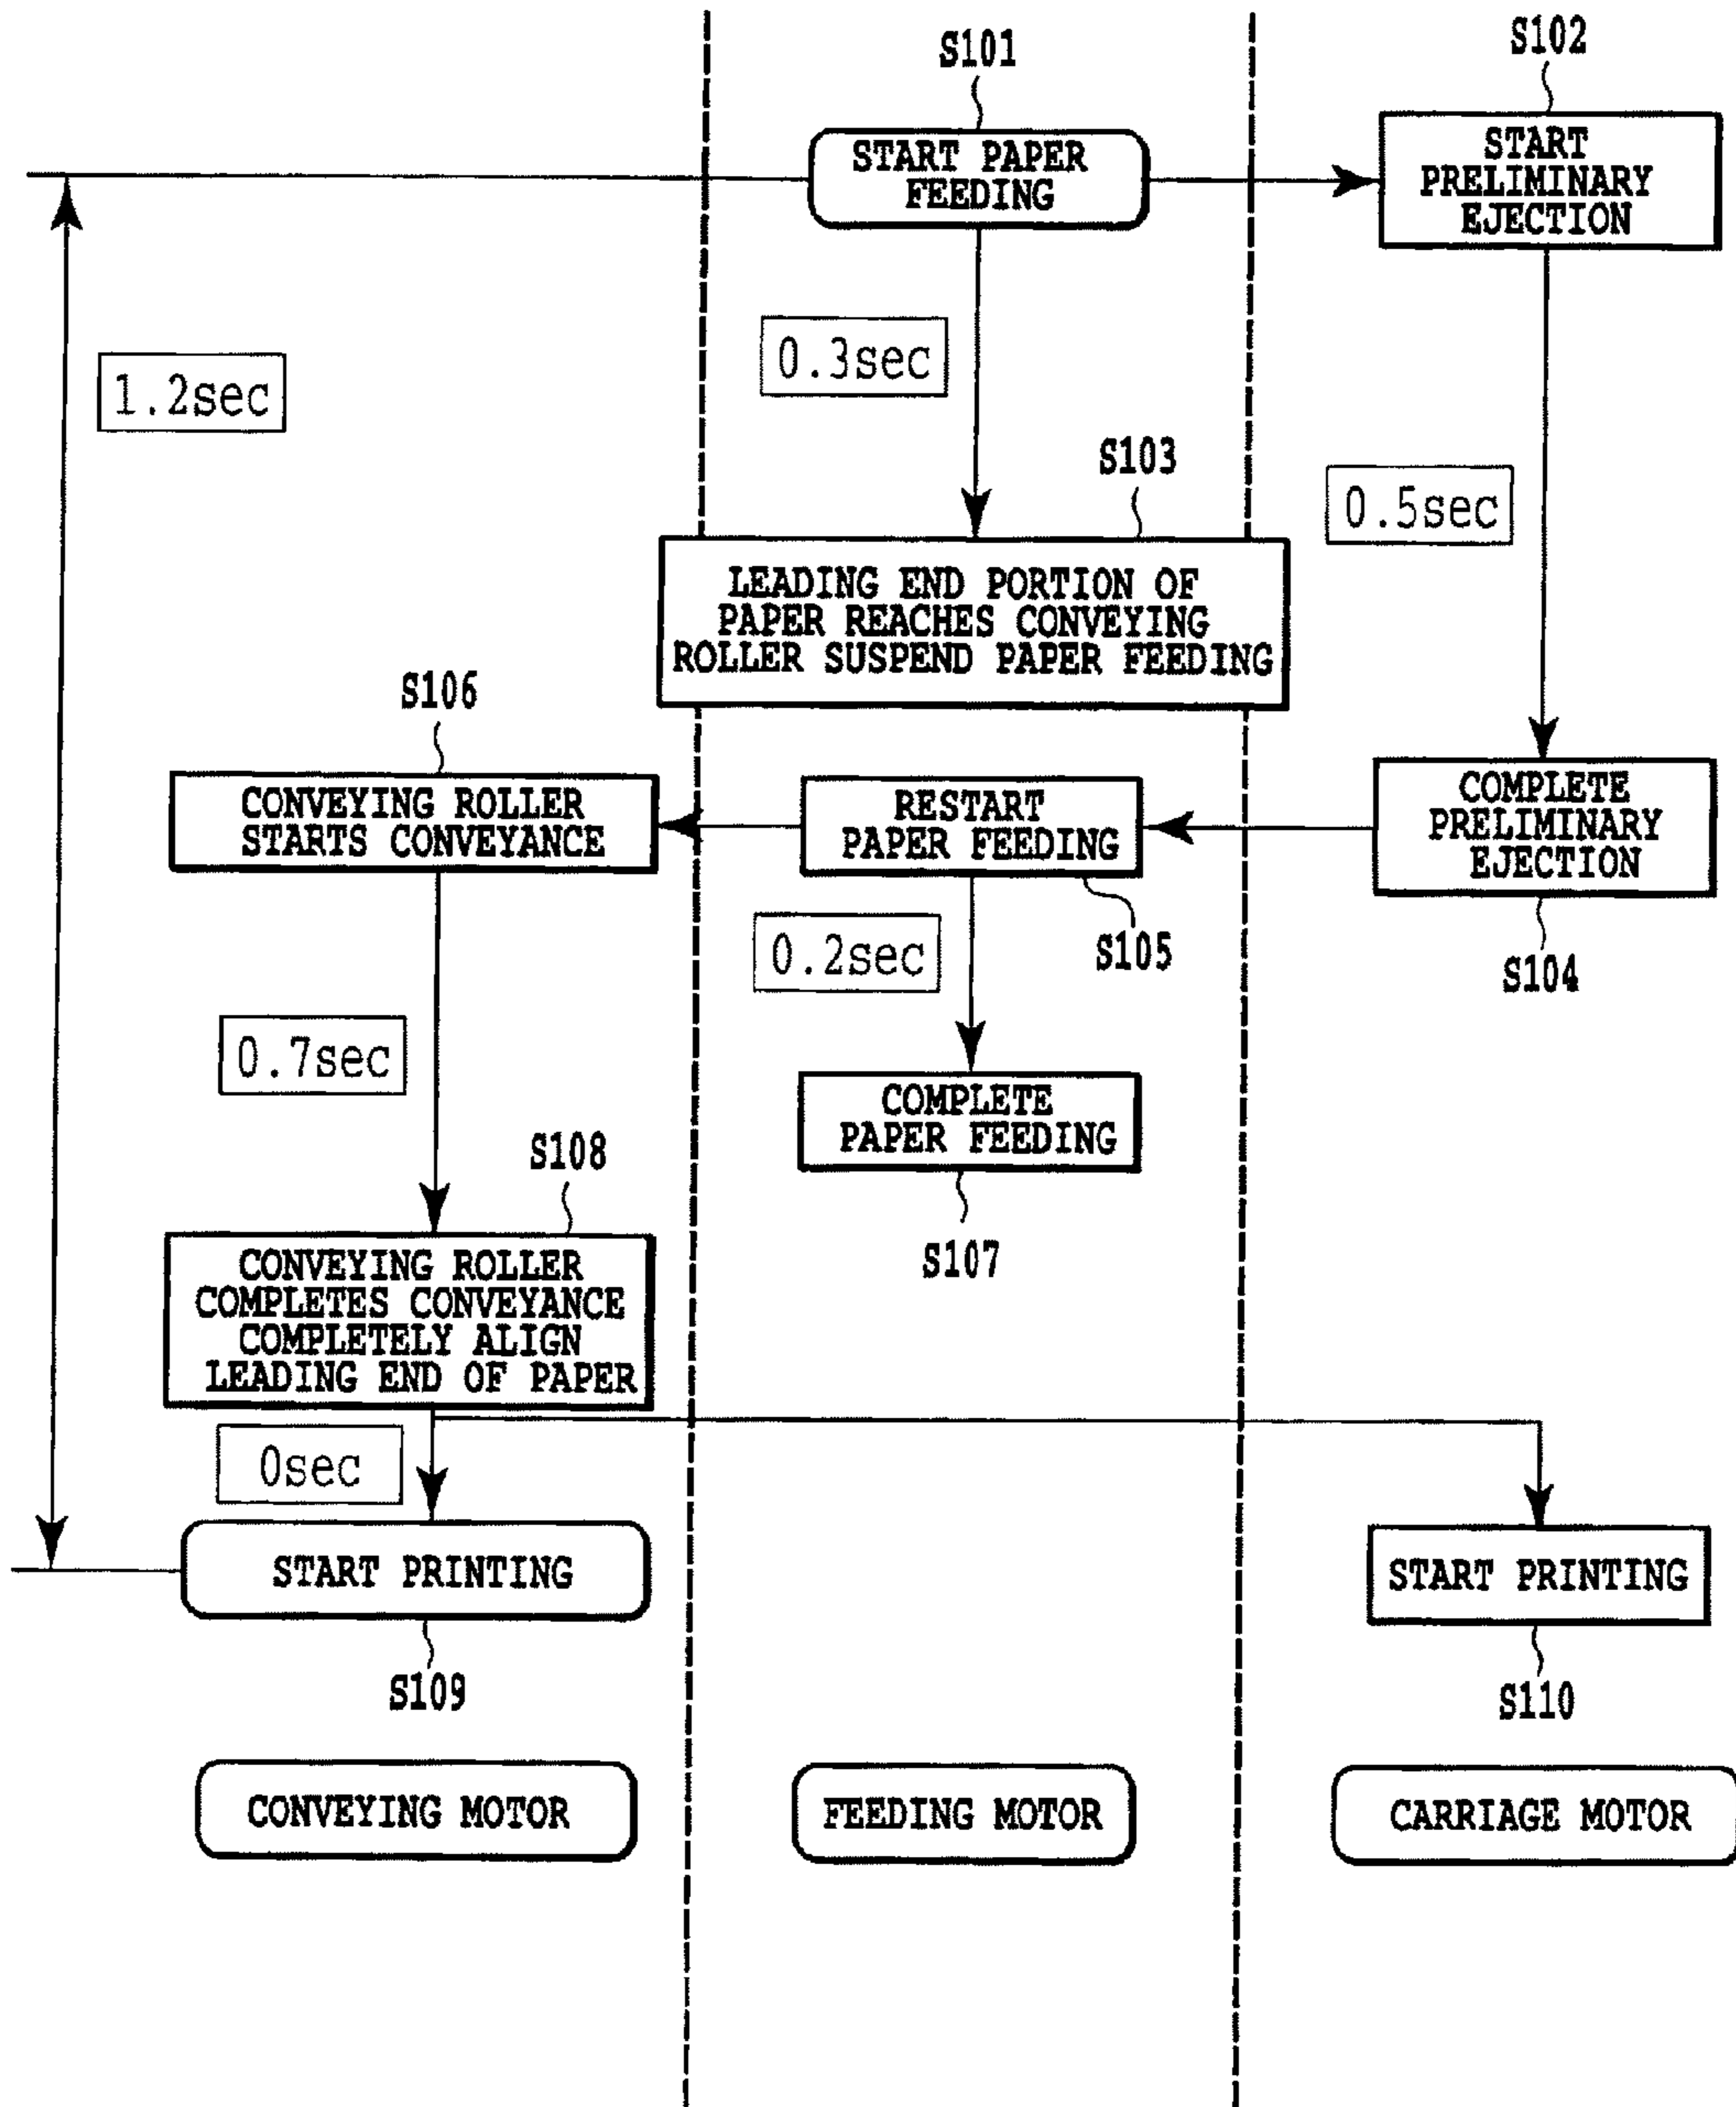 S101
S102
START PAPER
FEEDING
START
PRELIMINARY
EJECTION
1.2sec
0.3sec
0.5sec
S103
LEADING END PORTION OF
PAPER REACHES CONVEYING
ROLLER SUSPEND PAPER FEEDING
S106
CONVEYING ROLLER
STARTS CONVEYANCE
RESTART
PAPER FEEDING
COMPLETE
PRELIMINARY
EJECTION
S105
S104
0.2sec
0.7sec
COMPLETE
PAPER FEEDING
S107
S108
CONVEYING ROLLER
COMPLETES CONVEYANCE
COMPLETELY ALIGN
LEADING END OF PAPER
0sec
START PRINTING
START PRINTING
S109
S110
CONVEYING MOTOR
FEEDING MOTOR
CARRIAGE MOTOR